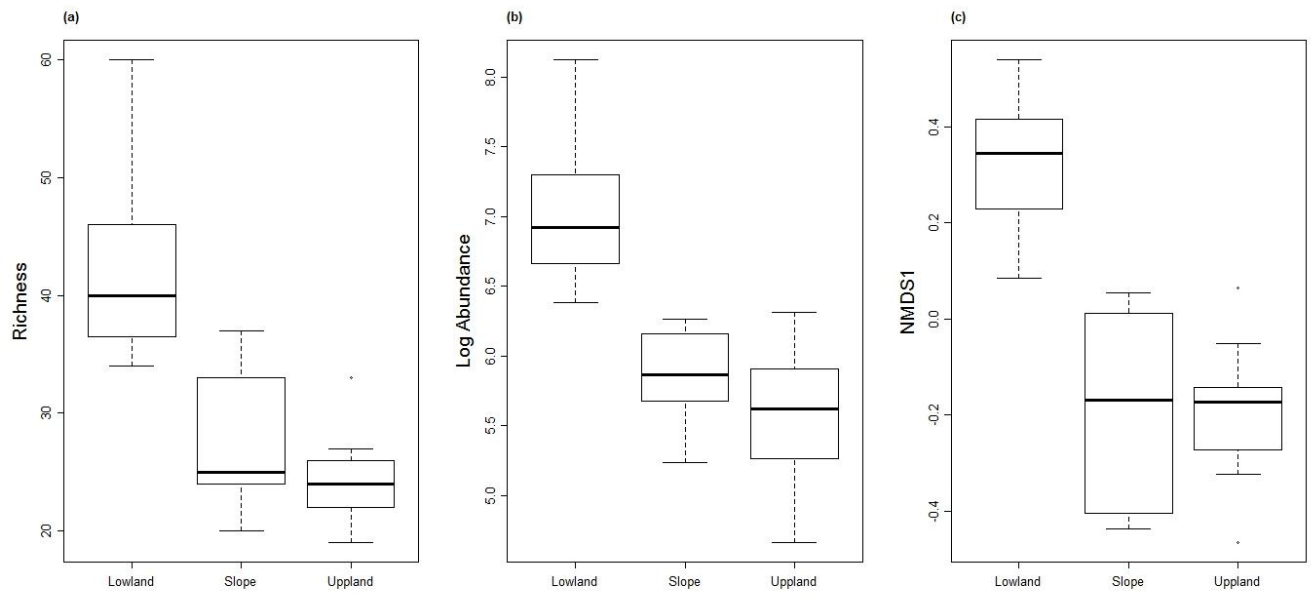 (a)
Richness
60
50
40
30
20
Lowland
Slope
Uppland
(b)
Log Abundance
8.0
7.5
7.0
6.5
6.0
5.5
5.0
Lowland
Slope
Uppland
(c)
NMDS1
0.4
0.2
0.0
-0.2
-0.4
Lowland
Slope
Uppland